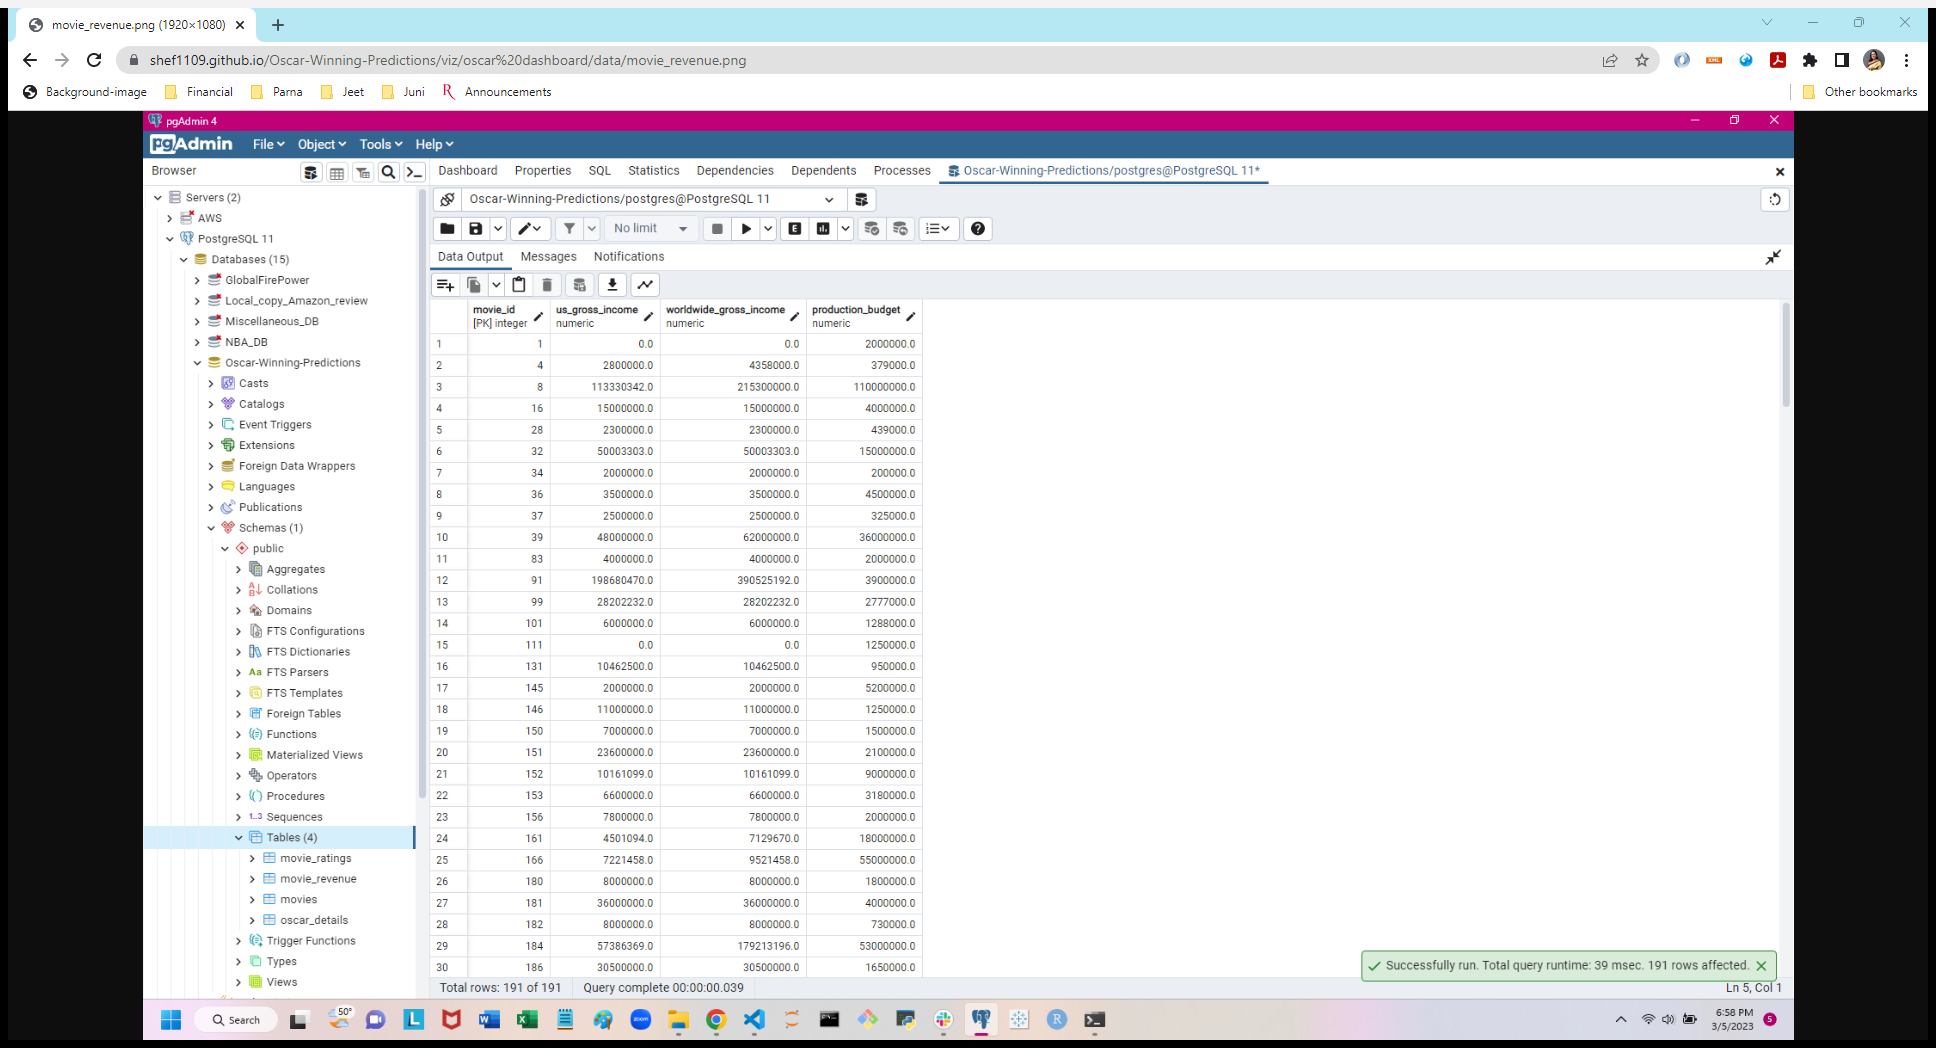 movie_revenue.png (1920×1080)
shef1109.github.io/Oscar-Winning-Predictions/viz/oscar%20dashboard/data/movie_revenue.png
Background-image Financial Parna Jeet Juni Announcements Other bookmarks
pgAdmin 4
pgAdmin File Object Tools Help
Browser
Dashboard Properties SQL Statistics Dependencies Dependents Processes Oscar-Winning-Predictions/postgres@PostgreSQL 11*
Servers (2)
AWS
PostgreSQL 11
Databases (15)
GlobalFirePower
Local_copy_Amazon_review
Miscellaneous_DB
NBA_DB
Oscar-Winning-Predictions
Casts
Catalogs
Event Triggers
Extensions
Foreign Data Wrappers
Languages
Publications
Schemas (1)
public
Aggregates
Collations
Domains
FTS Configurations
FTS Dictionaries
Aa FTS Parsers
FTS Templates
Foreign Tables
Functions
Materialized Views
Operators
Procedures
1..3 Sequences
Tables (4)
movie_ratings
movie_revenue
movies
oscar_details
Trigger Functions
Types
Views
Oscar-Winning-Predictions/postgres@PostgreSQL 11
No limit
E
Data Output Messages Notifications
movie_id us_gross_income worldwide_gross_income production_budget
[PK] integer numeric numeric numeric
1 1 0.0 0.0 2000000.0
2 4 2800000.0 4358000.0 379000.0
3 8 113330342.0 215300000.0 110000000.0
4 16 15000000.0 15000000.0 4000000.0
5 28 2300000.0 2300000.0 439000.0
6 32 50003303.0 50003303.0 15000000.0
7 34 2000000.0 2000000.0 200000.0
8 36 3500000.0 3500000.0 4500000.0
9 37 2500000.0 2500000.0 325000.0
10 39 48000000.0 62000000.0 36000000.0
11 83 4000000.0 4000000.0 2000000.0
12 91 198680470.0 390525192.0 3900000.0
13 99 28202232.0 28202232.0 2777000.0
14 101 6000000.0 6000000.0 1288000.0
15 111 0.0 0.0 1250000.0
16 131 10462500.0 10462500.0 950000.0
17 145 2000000.0 2000000.0 5200000.0
18 146 11000000.0 11000000.0 1250000.0
19 150 7000000.0 7000000.0 1500000.0
20 151 23600000.0 23600000.0 2100000.0
21 152 10161099.0 10161099.0 9000000.0
22 153 6600000.0 6600000.0 3180000.0
23 156 7800000.0 7800000.0 2000000.0
24 161 4501094.0 7129670.0 18000000.0
25 166 7221458.0 9521458.0 55000000.0
26 180 8000000.0 8000000.0 1800000.0
27 181 36000000.0 36000000.0 4000000.0
28 182 8000000.0 8000000.0 730000.0
29 184 57386369.0 179213196.0 53000000.0
30 186 30500000.0 30500000.0 1650000.0
Successfully run. Total query runtime: 39 msec. 191 rows affected.
Total rows: 191 of 191 Query complete 00:00:00.039 Ln 5, Col 1
Search 50° 6:58 PM
3/5/2023 5